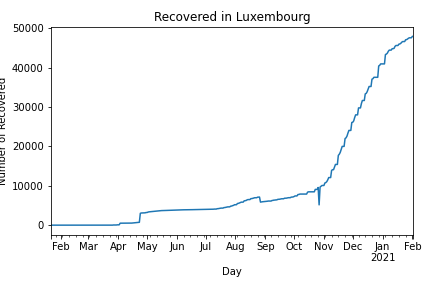 Recovered in Luxembourg
Number of Recovered
50000
40000
30000
20000
10000
0
Feb Mar Apr May Jun Jul Aug Sep Oct Nov Dec Jan Feb
2021
Day